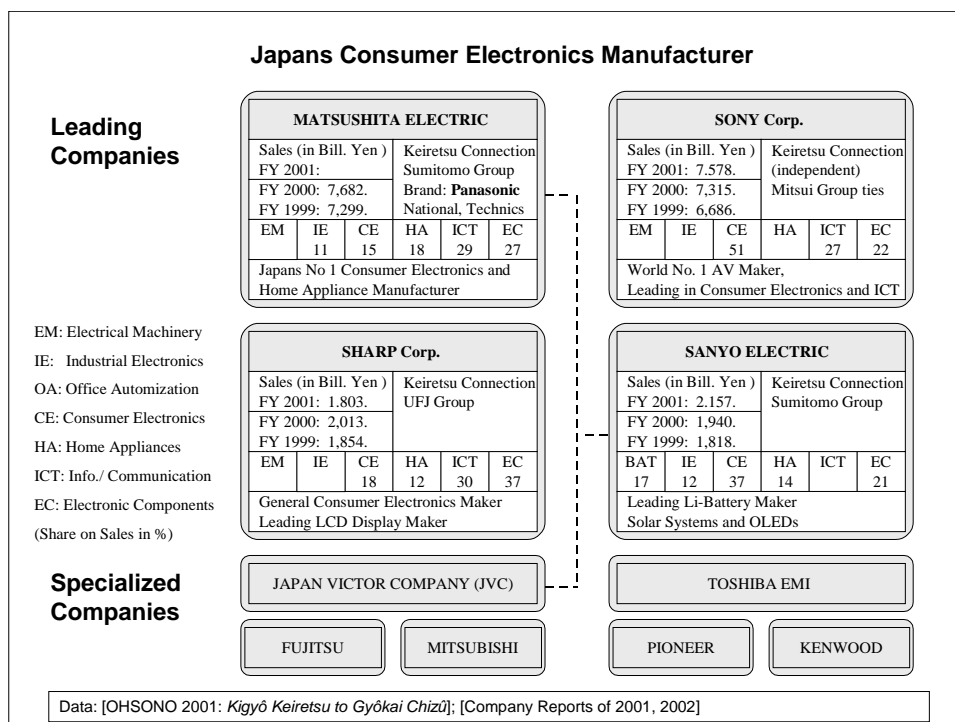 Japans Consumer Electronics Manufacturer
Leading
Companies
MATSUSHITA ELECTRIC
Sales (in Bill. Yen )
FY 2001:
FY 2000: 7,682.
FY 1999: 7,299.
Keiretsu Connection
Sumitomo Group
Brand: Panasonic
National, Technics
EM IE CE HA ICT EC
11 15 18 29 27
Japans No 1 Consumer Electronics and
Home Appliance Manufacturer
SONY Corp.
Sales (in Bill. Yen )
FY 2001: 7.578.
FY 2000: 7,315.
FY 1999: 6,686.
Keiretsu Connection
(independent)
Mitsui Group ties
EM IE CE HA ICT EC
51 27 22
World No. 1 AV Maker,
Leading in Consumer Electronics and ICT
EM: Electrical Machinery
IE: Industrial Electronics
OA: Office Automization
CE: Consumer Electronics
HA: Home Appliances
ICT: Info./ Communication
EC: Electronic Components
(Share on Sales in %)
SHARP Corp.
Sales (in Bill. Yen )
FY 2001: 1.803.
FY 2000: 2,013.
FY 1999: 1,854.
Keiretsu Connection
UFJ Group
EM IE CE HA ICT EC
18 12 30 37
General Consumer Electronics Maker
Leading LCD Display Maker
SANYO ELECTRIC
Sales (in Bill. Yen )
FY 2001: 2.157.
FY 2000: 1,940.
FY 1999: 1,818.
Keiretsu Connection
Sumitomo Group
BAT IE CE HA ICT EC
17 12 37 14 21
Leading Li-Battery Maker
Solar Systems and OLEDs
Specialized
Companies
JAPAN VICTOR COMPANY (JVC)
TOSHIBA EMI
FUJITSU
MITSUBISHI
PIONEER
KENWOOD
Data: [OHSONO 2001: Kigyô Keiretsu to Gyôkai Chizû]; [Company Reports of 2001, 2002]